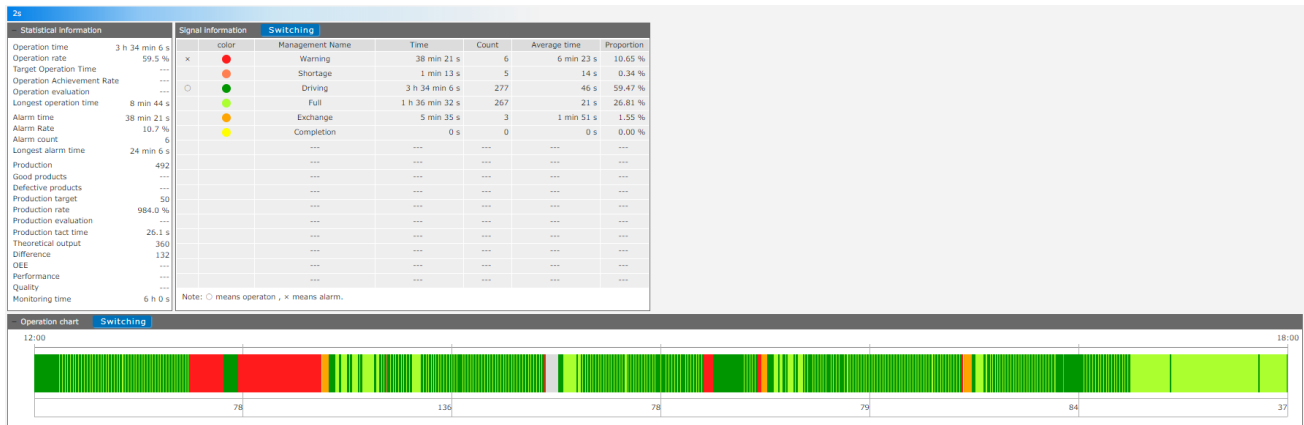 2s
− Statistical information
Operation time 3 h 34 min 6 s
Operation rate 59.5 %
Target Operation Time ---
Operation Achievement Rate ---
Operation evaluation ---
Longest operation time 8 min 44 s
Alarm time 38 min 21 s
Alarm Rate 10.7 %
Alarm count 6
Longest alarm time 24 min 6 s
Production 492
Good products ---
Defective products ---
Production target 50
Production rate 984.0 %
Production evaluation ---
Production tact time 26.1 s
Theoretical output 360
Difference 132
OEE ---
Performance ---
Quality ---
Monitoring time 6 h 0 s
Signal information Switching
color Management Name Time Count Average time Proportion
× Warning 38 min 21 s 6 6 min 23 s 10.65 %
Shortage 1 min 13 s 5 14 s 0.34 %
○ Driving 3 h 34 min 6 s 277 46 s 59.47 %
Full 1 h 36 min 32 s 267 21 s 26.81 %
Exchange 5 min 35 s 3 1 min 51 s 1.55 %
Completion 0 s 0 0 s 0.00 %
--- --- --- --- ---
--- --- --- --- ---
--- --- --- --- ---
--- --- --- --- ---
--- --- --- --- ---
--- --- --- --- ---
--- --- --- --- ---
--- --- --- --- ---
--- --- --- --- ---
--- --- --- --- ---
Note: ○ means operaton , × means alarm.
− Operation chart Switching
12:00 18:00
78 136 78 79 84 37